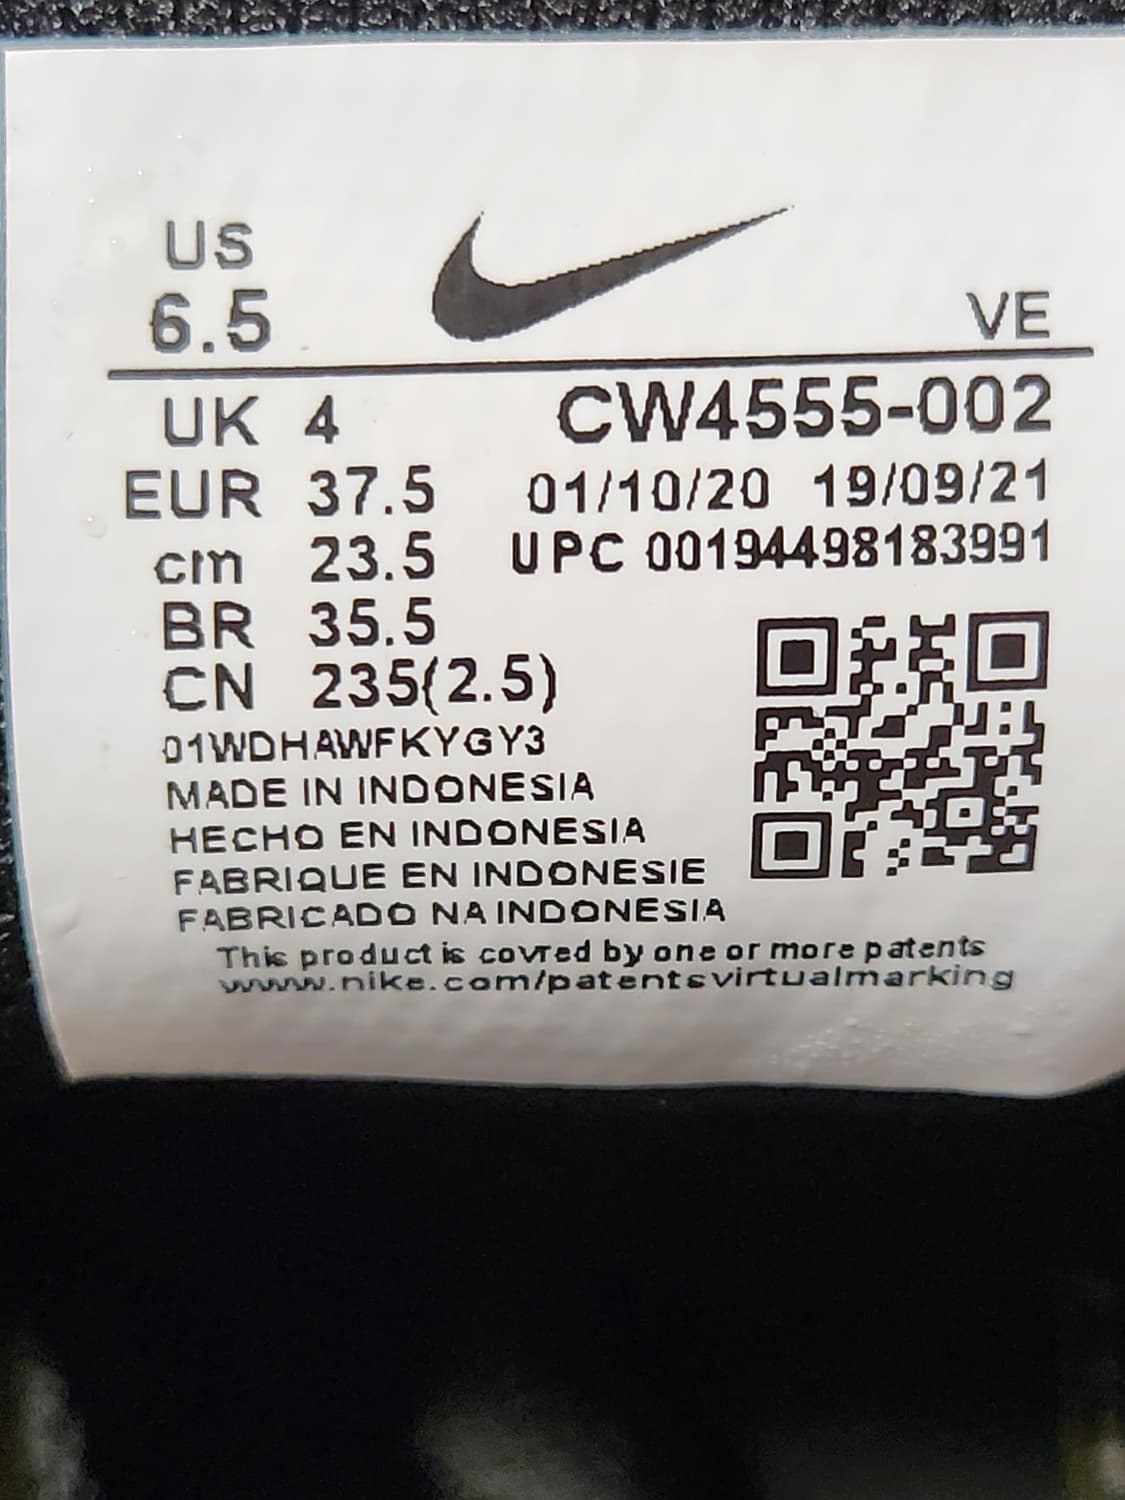 US
6.5
VE
UK 4
CW4555-002
EUR 37.5
01/10/20 19/09/21
cm 23.5
UPC 00194498183991
BR 35.5
CN 235(2.5)
01WDHAWFKYGY3
MADE IN INDONESIA
HECHO EN INDONESIA
FABRIQUE EN INDONESIE
FABRICADO NA INDONESIA
This product is covred by one or more patents
www.nike.com/patentsvirtualmarking